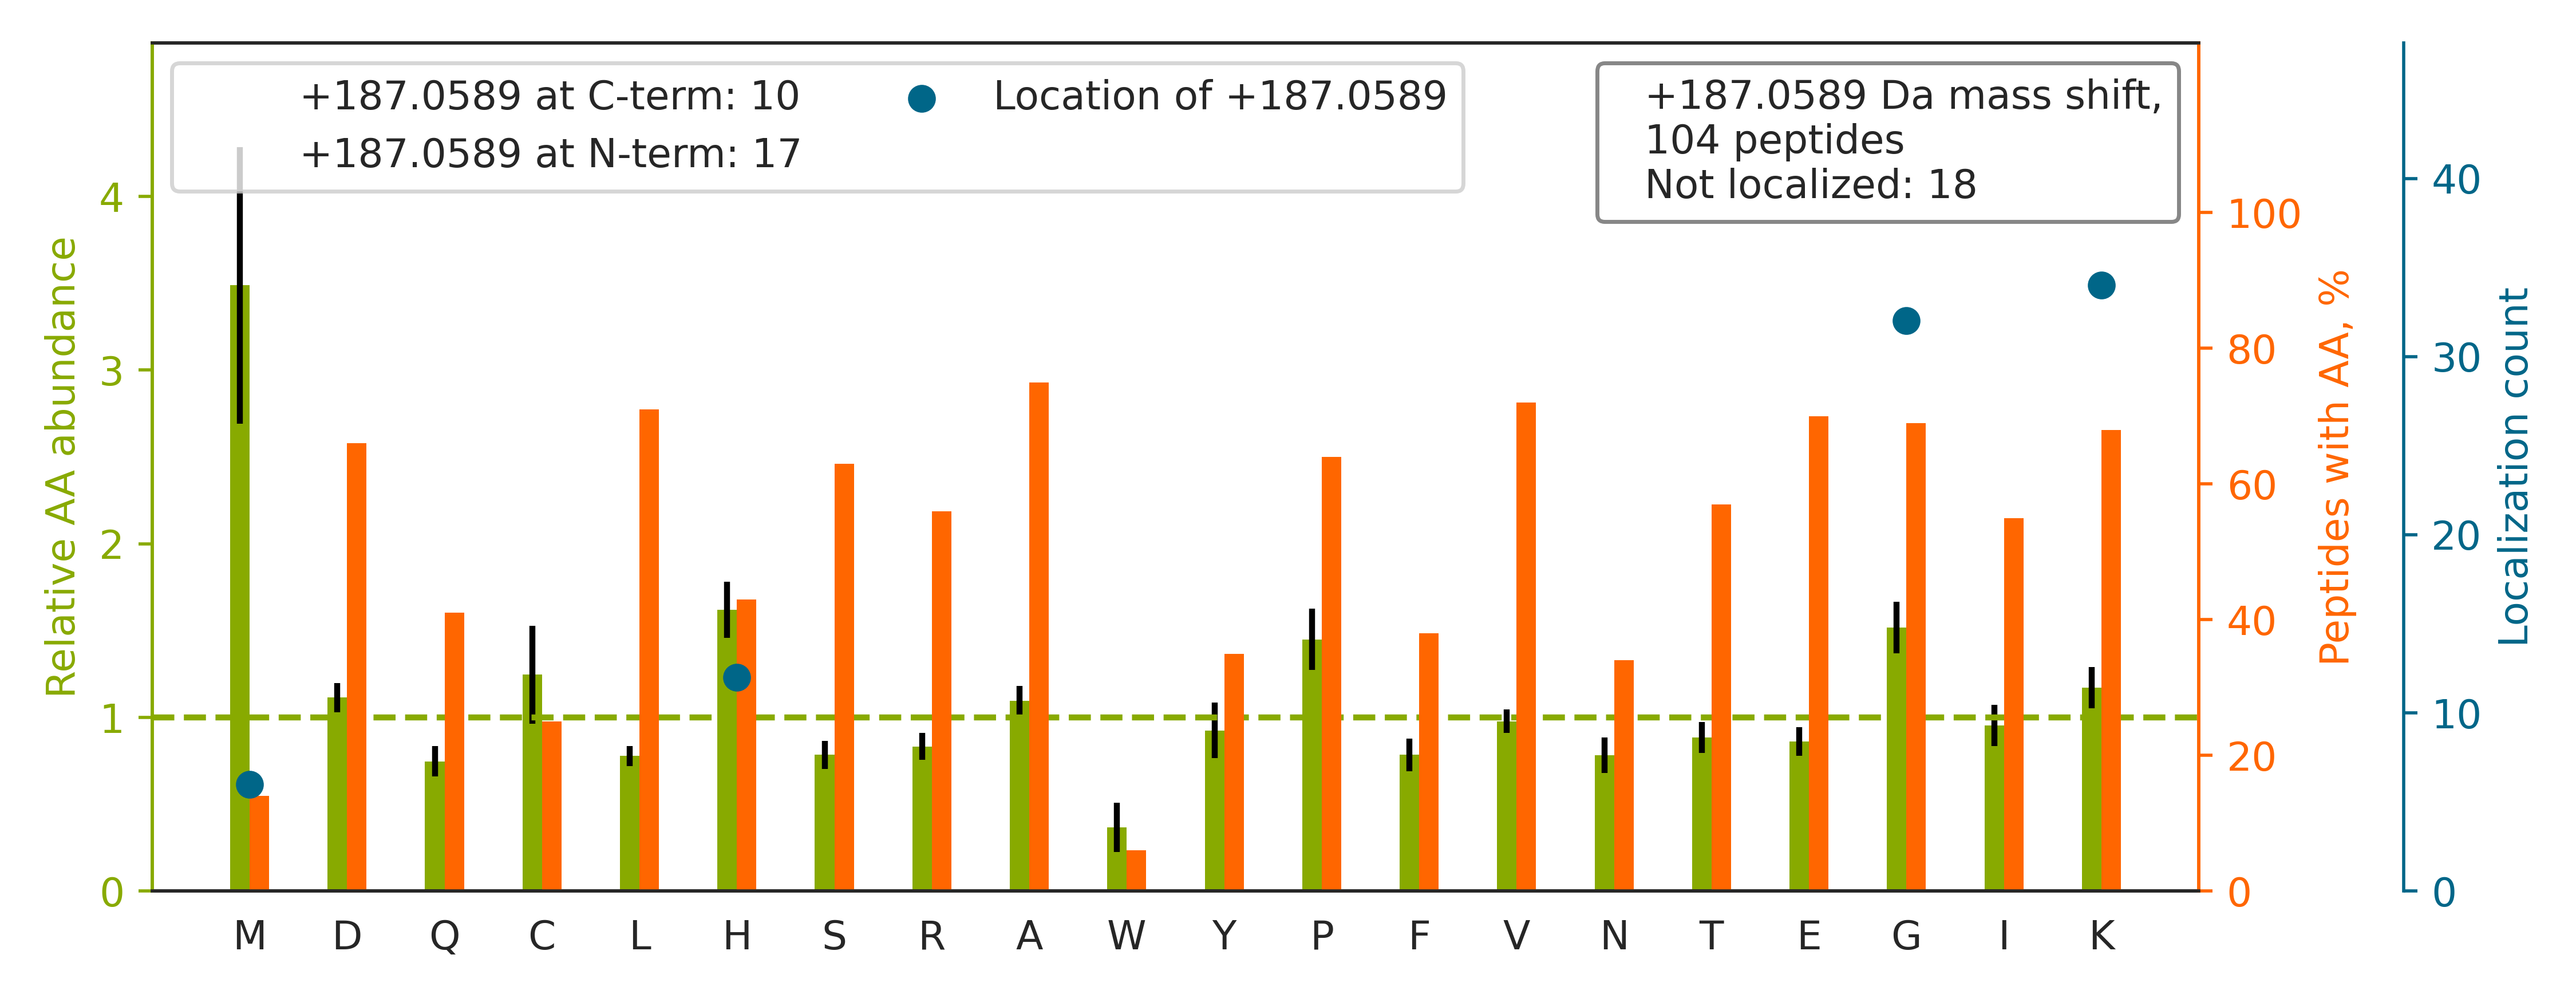 +187.0589 at C-term: 10
+187.0589 at N-term: 17
Location of +187.0589
+187.0589 Da mass shift,
104 peptides
Not localized: 18
Relative AA abundance
4
3
2
1
0
100
80
60
40
20
0
Peptides with AA, %
40
30
20
10
0
Localization count
M D Q C L H S R A W Y P F V N T E G I K